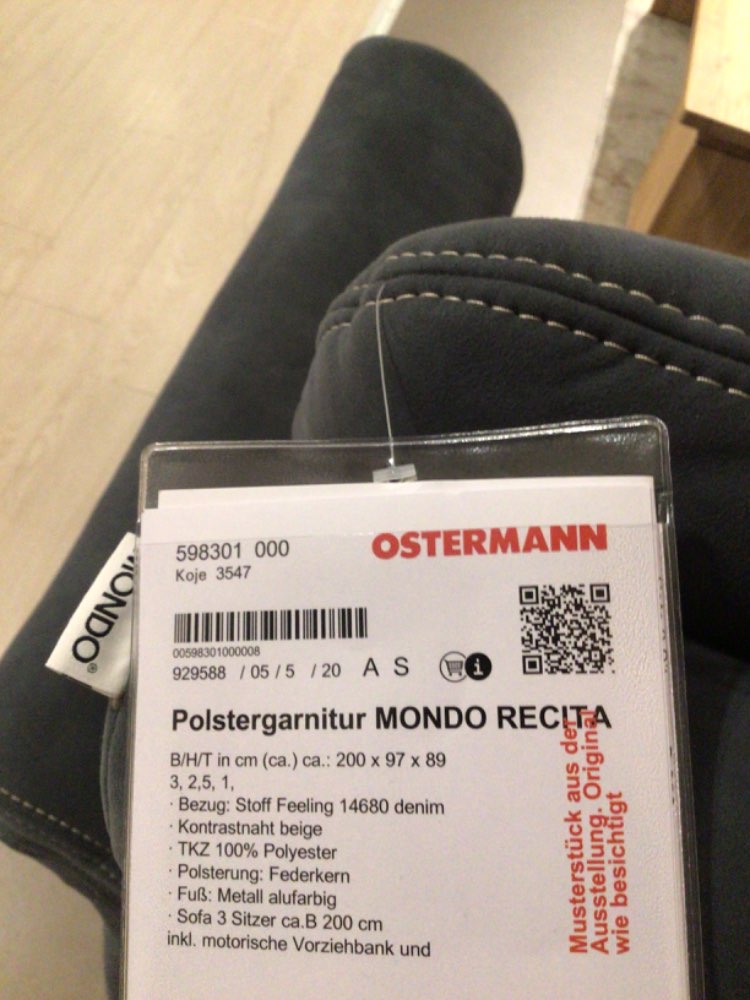 598301 000
OSTERMANN
Koje 3547
00598301000008
929588 / 05 / 5 / 20 A S
i
Polstergarnitur MONDO RECITA
B/H/T in cm (ca.) ca.: 200 x 97 x 89
3, 2,5, 1,
· Bezug: Stoff Feeling 14680 denim
· Kontrastnaht beige
· TKZ 100% Polyester
· Polsterung: Federkern
· Fuß: Metall alufarbig
· Sofa 3 Sitzer ca.B 200 cm
inkl. motorische Vorziehbank und
Musterstück aus der
Ausstellung. Original
wie besichtigt
MONDO®